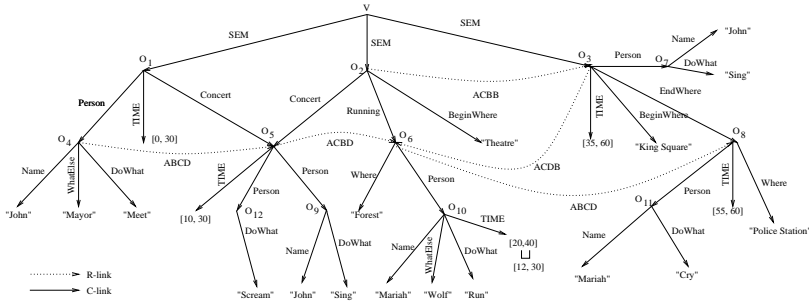 V
SEM
SEM
SEM
O1
O2
O3
Person
O7
Name
"John"
DoWhat
"Sing"
ACBB
Person
TIME
Concert
Concert
Running
BeginWhere
TIME
BeginWhere
EndWhere
[0, 30]
O4
O5
O6
"Theatre"
[35, 60]
"King Square"
O8
ABCD
ACBD
ACDB
ABCD
Name
WhatElse
DoWhat
TIME
Person
Person
Where
Person
Person
TIME
Where
"John"
"Mayor"
"Meet"
[10, 30]
O12
O9
"Forest"
O10
TIME
O11
[55, 60]
"Police Station"
DoWhat
Name
DoWhat
Name
WhatElse
DoWhat
[20,40]
⊔
[12, 30]
Name
DoWhat
"Scream"
"John"
"Sing"
"Mariah"
"Wolf"
"Run"
"Mariah"
"Cry"
R-link
C-link